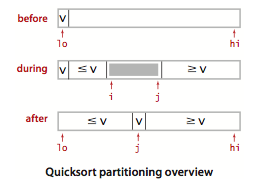 before v
lo hi
during v ≤ v ≥ v
i j
after ≤ v v ≥ v
lo j hi
Quicksort partitioning overview